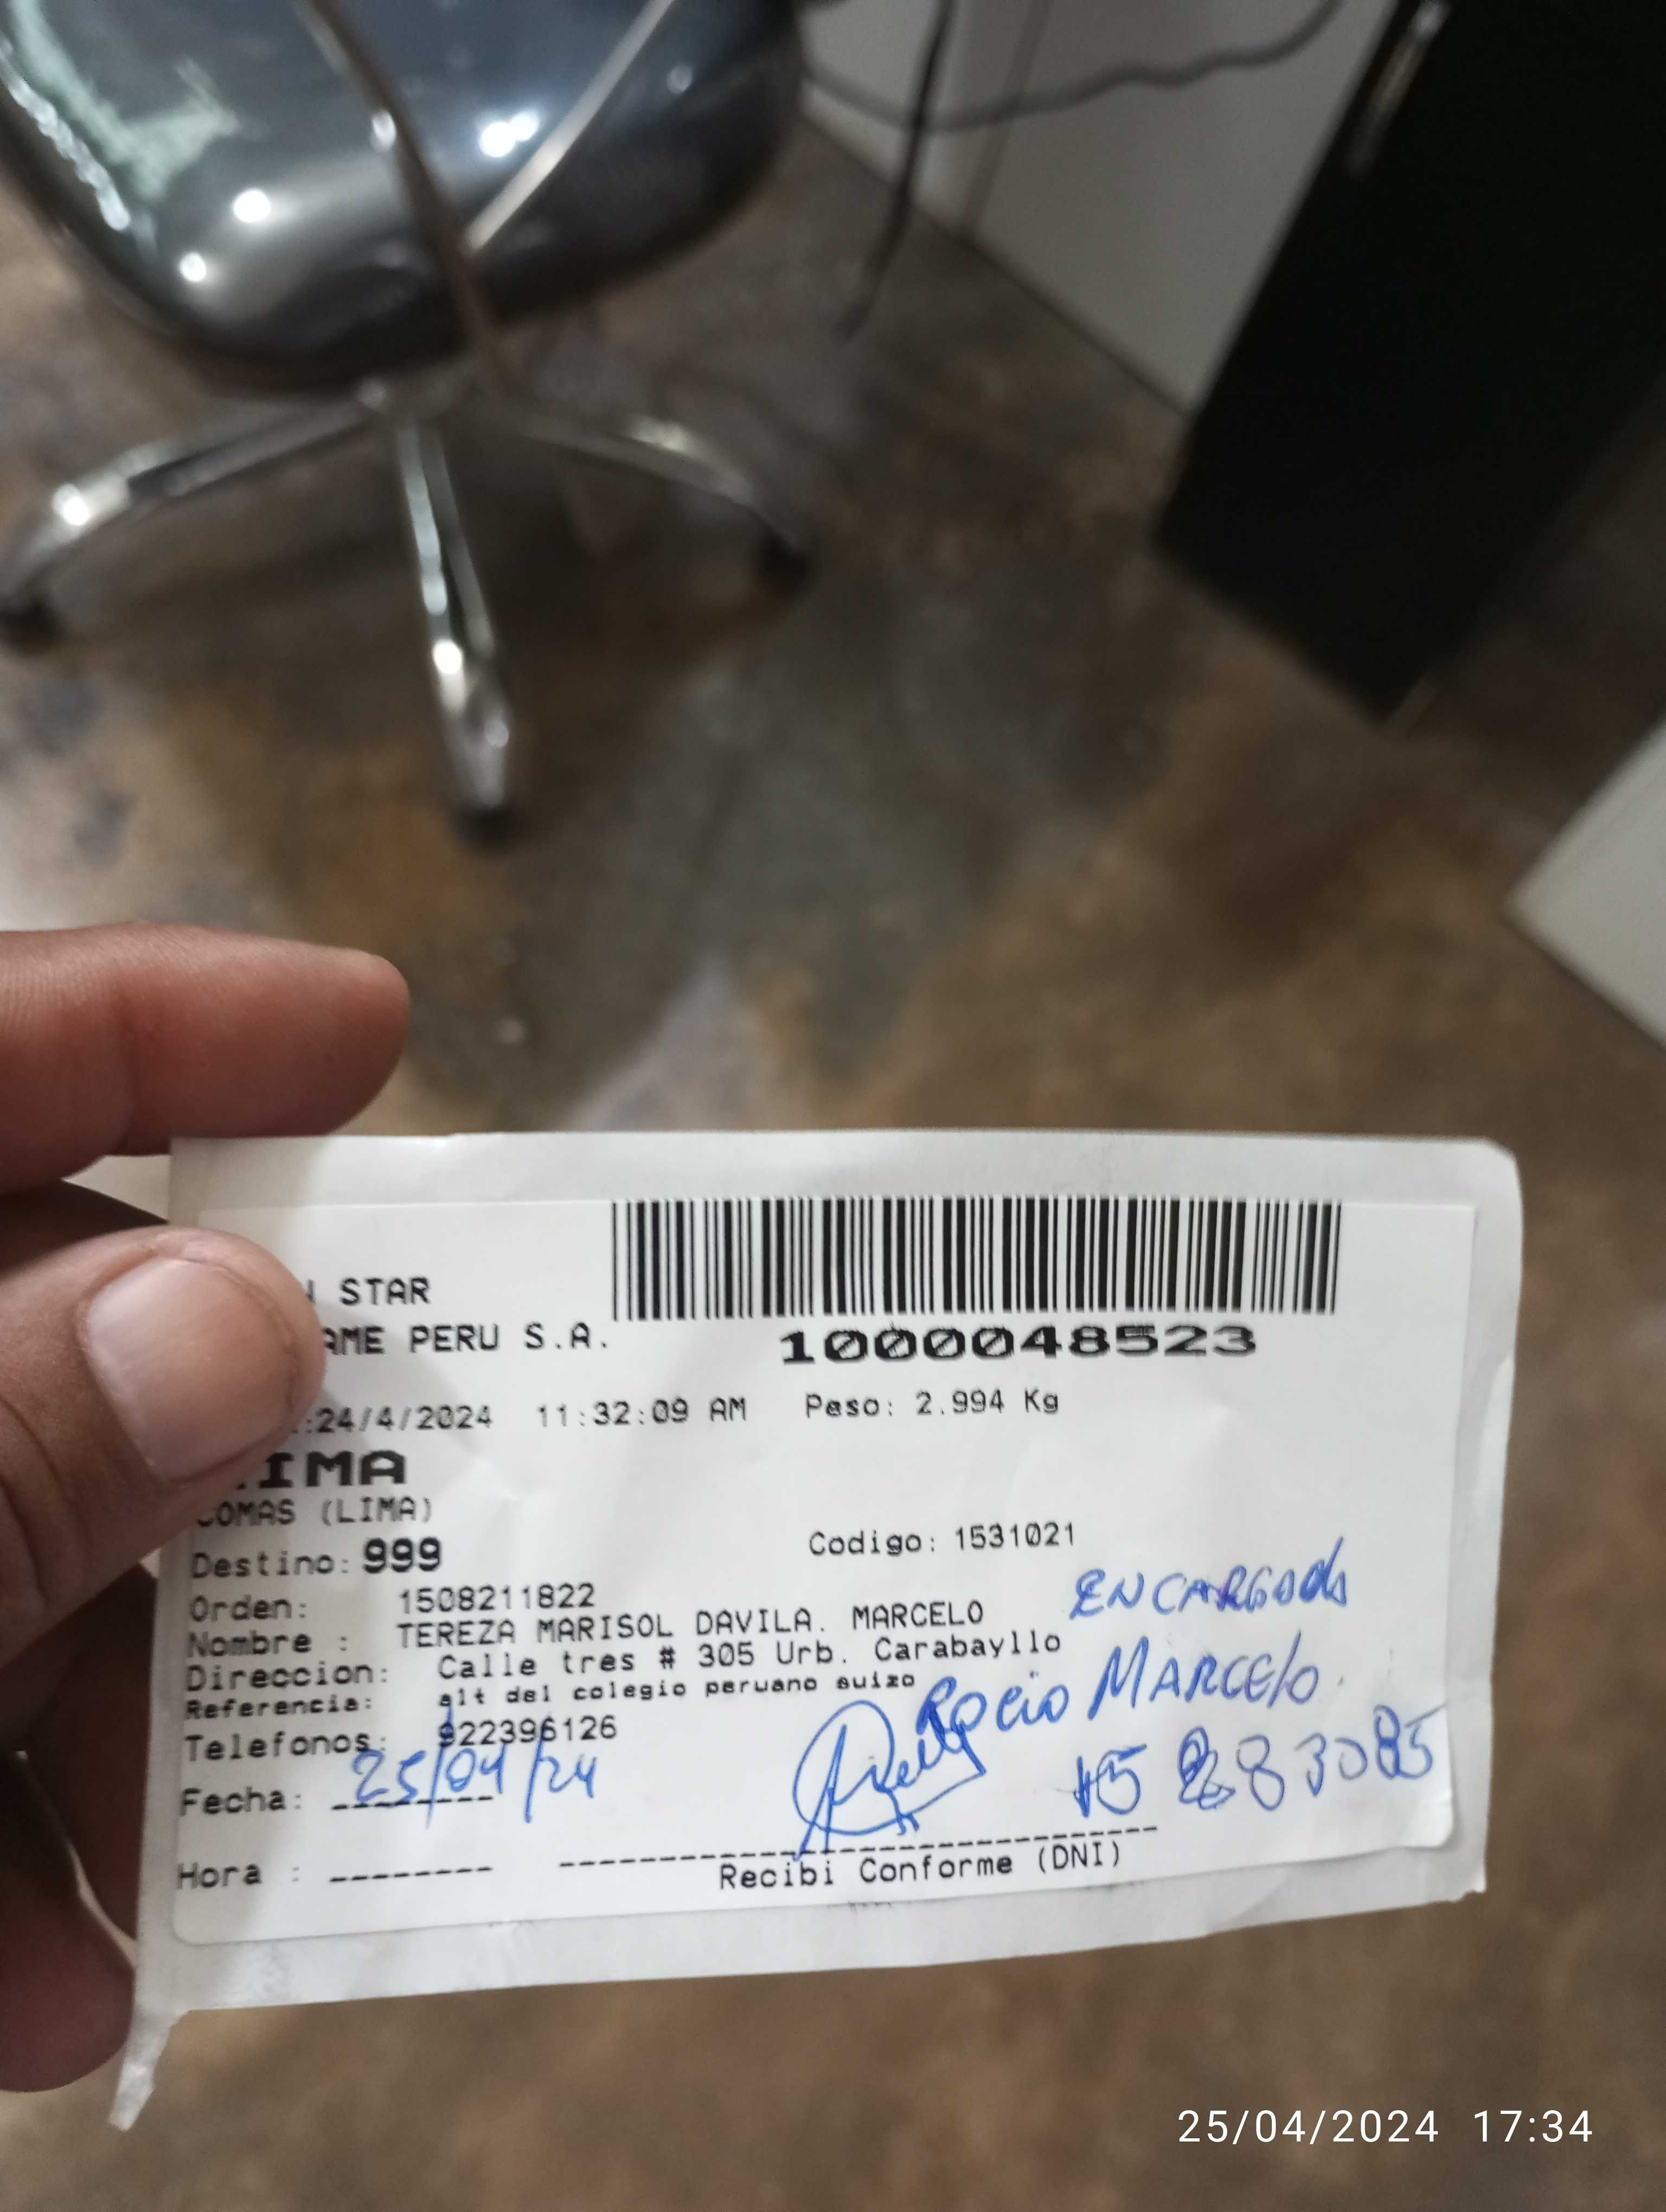 STAR
AME PERU S.A.
1000048523
:24/4/2024 11:32:09 AM Peso: 2.994 Kg
IMA
COMAS (LIMA)
Destino: 999 Codigo: 1531021
Orden: 1508211822
ENCARGADA
Nombre : TEREZA MARISOL DAVILA. MARCELO
Direccion: Calle tres # 305 Urb. Carabayllo
Referencia: alt del colegio peruano suizo
Rocio MARCElO.
Telefonos: 922396126
Fecha: 25/04/24
Hora :
Recibi Conforme (DNI)
25/04/2024 17:34